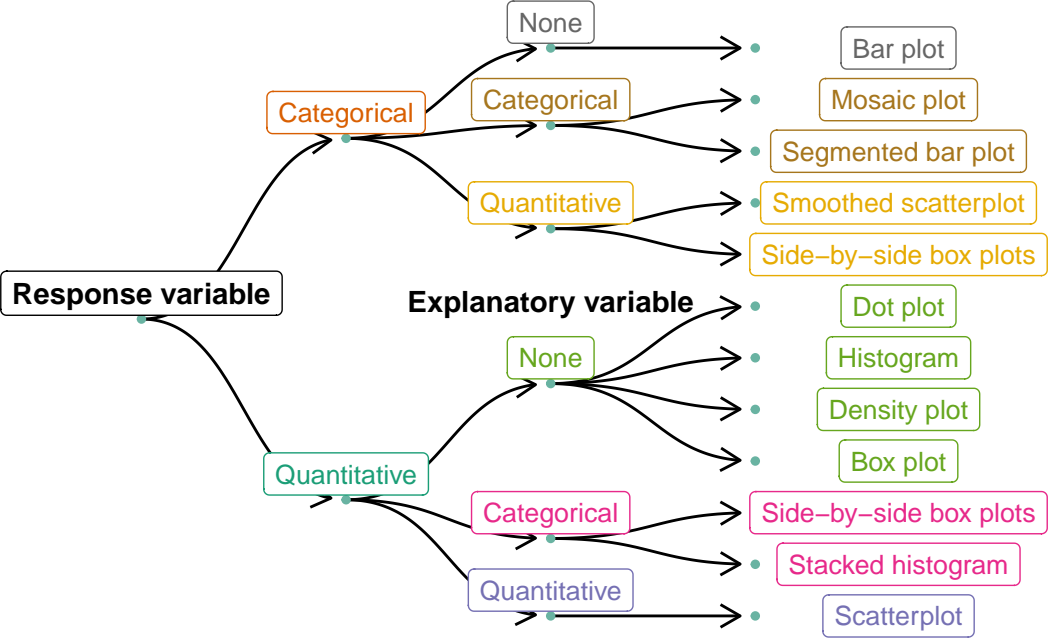 None
Bar plot
Categorical
Categorical
Mosaic plot
Segmented bar plot
Quantitative
Smoothed scatterplot
Side−by−side box plots
Response variable
Explanatory variable
Dot plot
None
Histogram
Density plot
Box plot
Quantitative
Categorical
Side−by−side box plots
Stacked histogram
Quantitative
Scatterplot